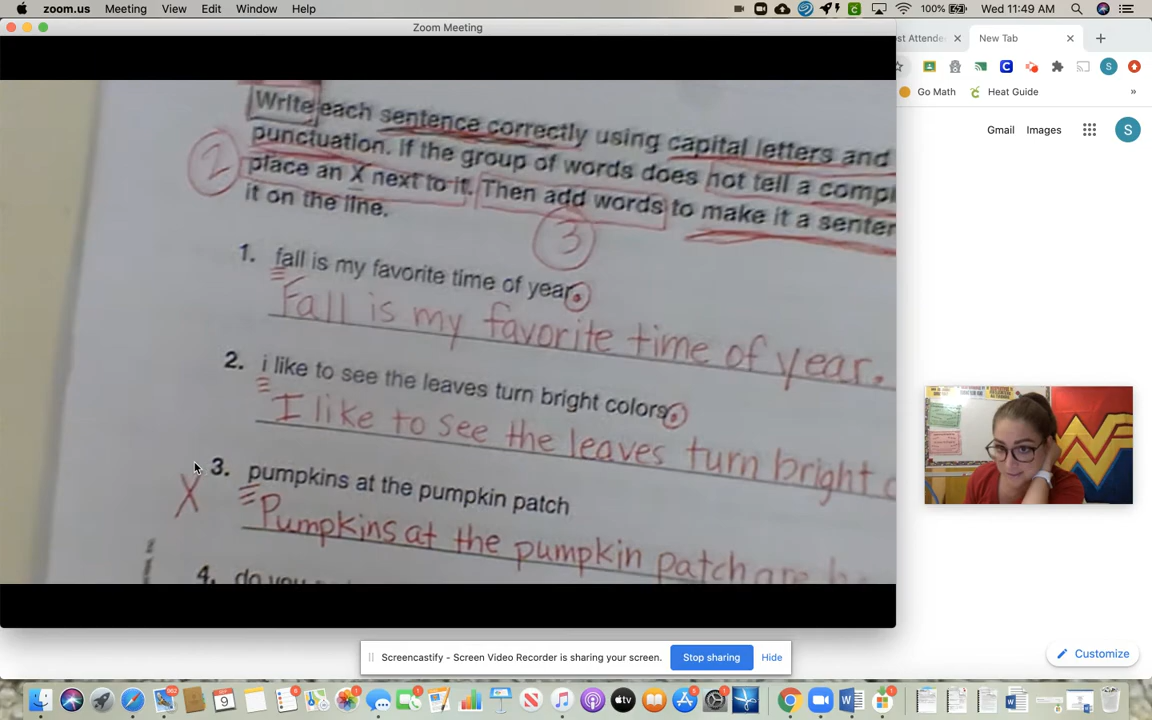 zoom.us Meeting View Edit Window Help
100% Wed 11:49 AM
Zoom Meeting
New Tab
Go Math Heat Guide »
Gmail Images S
Write each sentence correctly using capital letters and
punctuation. If the group of words does not tell a
2 place an X next to it. Then add words to make it a
it on the line.
3
1. fall is my favorite time of year.
Fall is my favorite time of year.
2. i like to see the leaves turn bright colors.
I like to see the leaves turn bright
3. pumpkins at the pumpkin patch
X Pumpkins at the pumpkin patch are
4. do you
Screencastify - Screen Video Recorder is sharing your screen. Stop sharing Hide
Customize